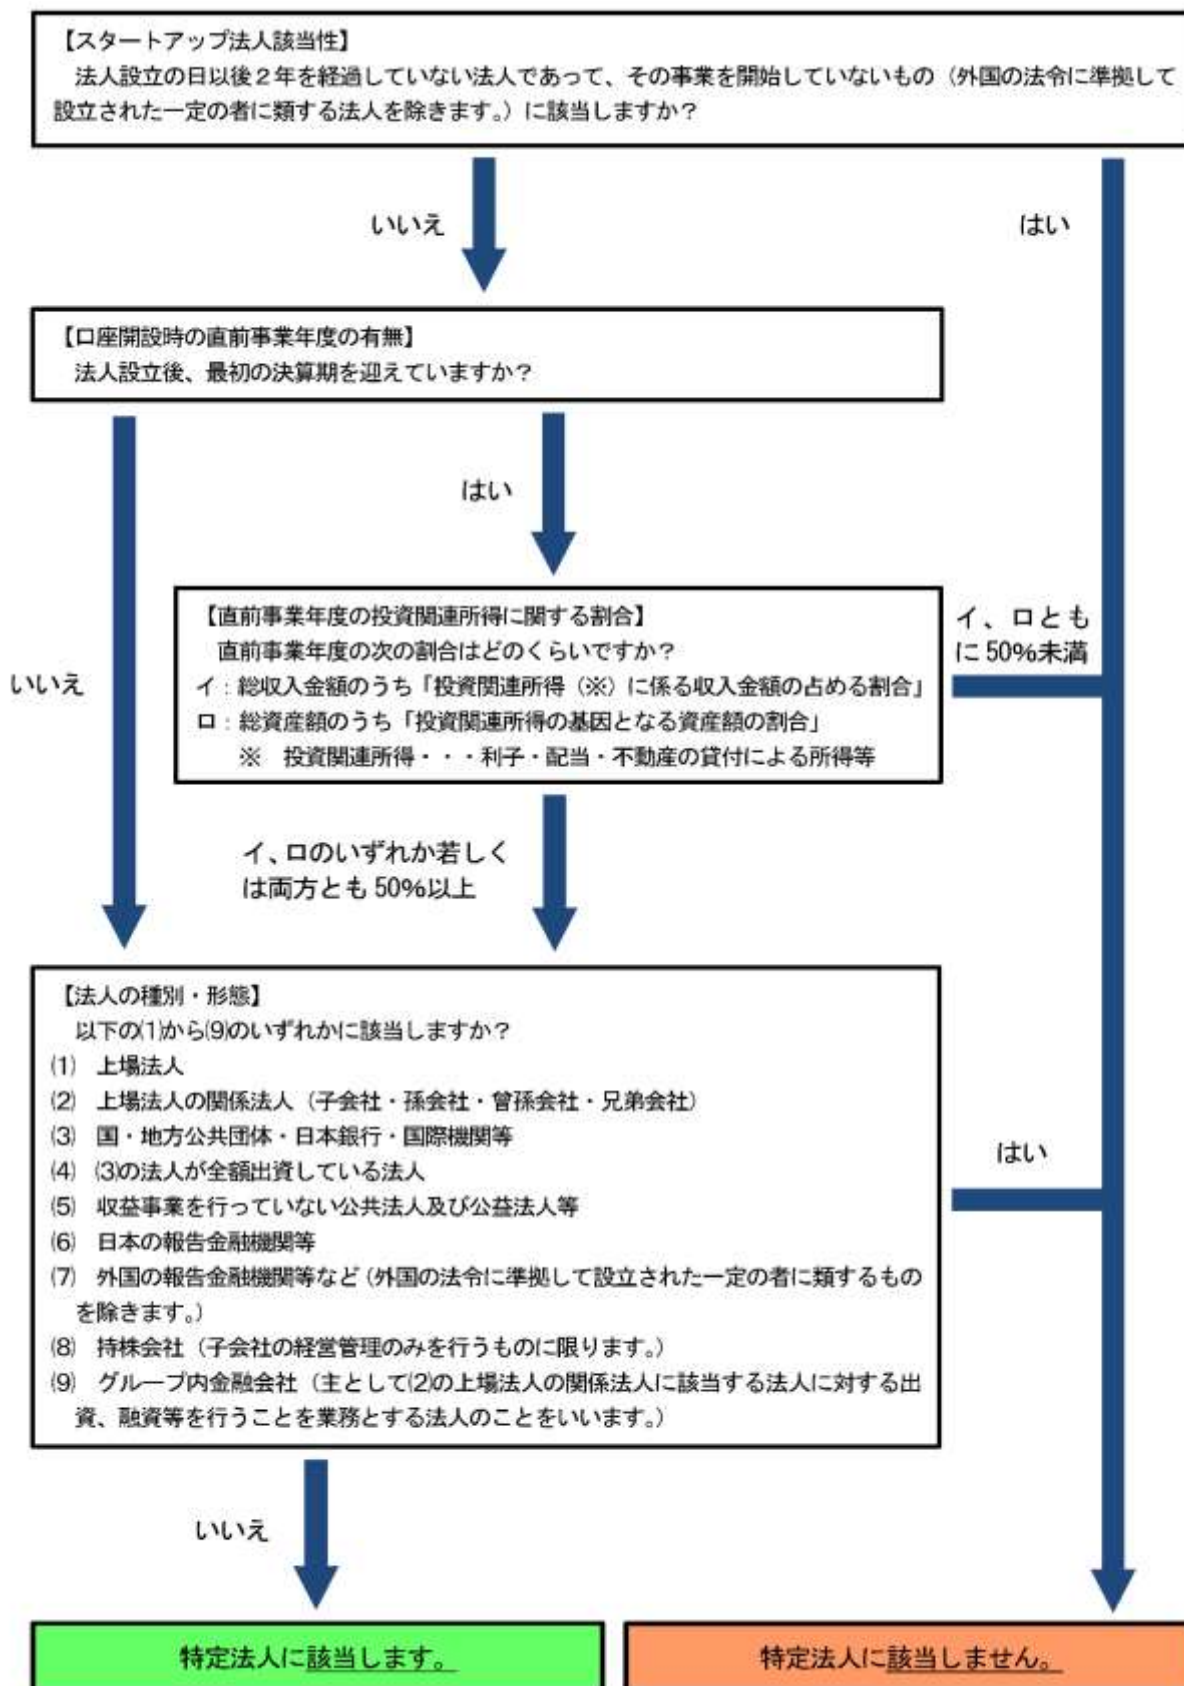 【スタートアップ法人該当性】
法人設立の日以後２年を経過していない法人であって、その事業を開始していないもの（外国の法令に準拠して
設立された一定の者に類する法人を除きます。）に該当しますか？
いいえ
はい
【口座開設時の直前事業年度の有無】
法人設立後、最初の決算期を迎えていますか？
はい
いいえ
【直前事業年度の投資関連所得に関する割合】
直前事業年度の次の割合はどのくらいですか？
イ：総収入金額のうち「投資関連所得（※）に係る収入金額の占める割合」
ロ：総資産額のうち「投資関連所得の基因となる資産額の割合」
※　投資関連所得・・・利子・配当・不動産の貸付による所得等
イ、ロとも
に 50％未満
イ、ロのいずれか若しく
は両方とも 50％以上
【法人の種別・形態】
以下の⑴から⑼のいずれかに該当しますか？
⑴　上場法人
⑵　上場法人の関係法人（子会社・孫会社・曾孫会社・兄弟会社）
⑶　国・地方公共団体・日本銀行・国際機関等
⑷　⑶の法人が全額出資している法人
⑸　収益事業を行っていない公共法人及び公益法人等
⑹　日本の報告金融機関等
⑺　外国の報告金融機関等など（外国の法令に準拠して設立された一定の者に類するもの
を除きます。）
⑻　持株会社（子会社の経営管理のみを行うものに限ります。）
⑼　グループ内金融会社（主として⑵の上場法人の関係法人に該当する法人に対する出
資、融資等を行うことを業務とする法人のことをいいます。）
はい
いいえ
特定法人に該当します。
特定法人に該当しません。